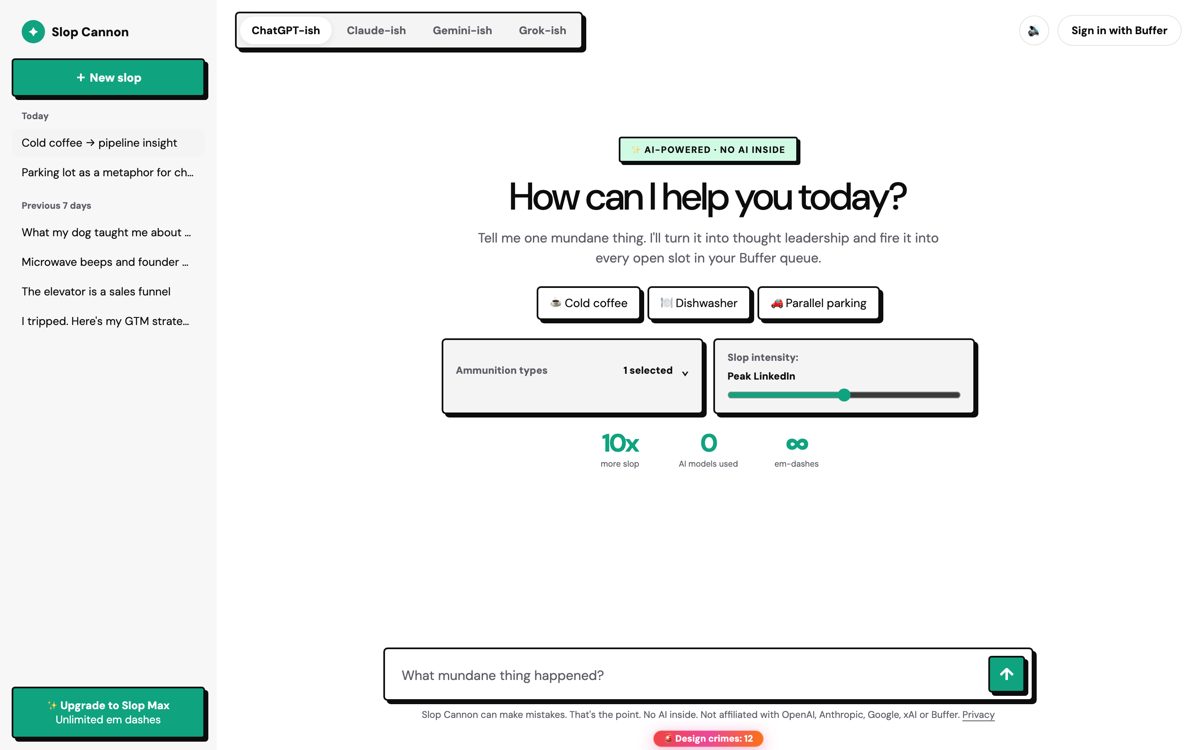 Slop Cannon
+ New slop
Today
Cold coffee → pipeline insight
Parking lot as a metaphor for ch...
Previous 7 days
What my dog taught me about ...
Microwave beeps and founder ...
The elevator is a sales funnel
I tripped. Here's my GTM strate...
✨ Upgrade to Slop Max
Unlimited em dashes
ChatGPT-ish Claude-ish Gemini-ish Grok-ish
Sign in with Buffer
✨ AI-POWERED · NO AI INSIDE
How can I help you today?
Tell me one mundane thing. I'll turn it into thought leadership and fire it into
every open slot in your Buffer queue.
☕ Cold coffee 🍽️ Dishwasher 🚗 Parallel parking
Ammunition types 1 selected
Slop intensity:
Peak LinkedIn
10x 0 ∞
more slop AI models used em-dashes
What mundane thing happened?
Slop Cannon can make mistakes. That's the point. No AI inside. Not affiliated with OpenAI, Anthropic, Google, xAI or Buffer. Privacy
🚨 Design crimes: 12